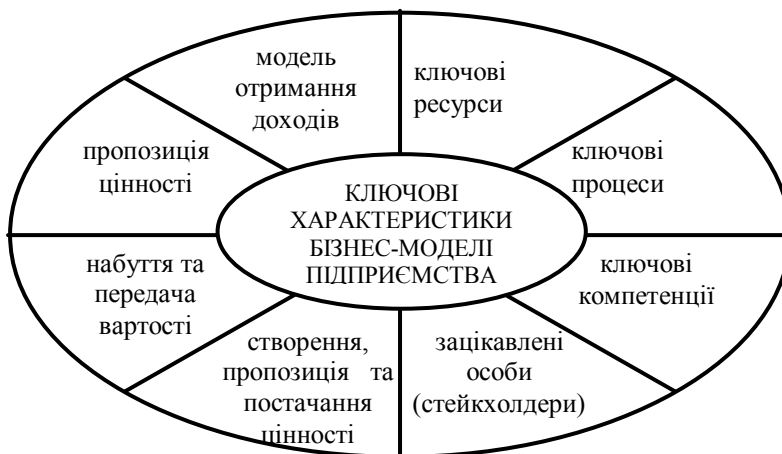 модель
отримання
доходів
ключові
ресурси
пропозиція
цінності
ключові
процеси
КЛЮЧОВІ
ХАРАКТЕРИСТИКИ
БІЗНЕС-МОДЕЛІ
ПІДПРИЄМСТВА
набуття та
передача
вартості
ключові
компетенції
створення,
пропозиція та
постачання
цінності
зацікавлені
особи
(стейкхолдери)